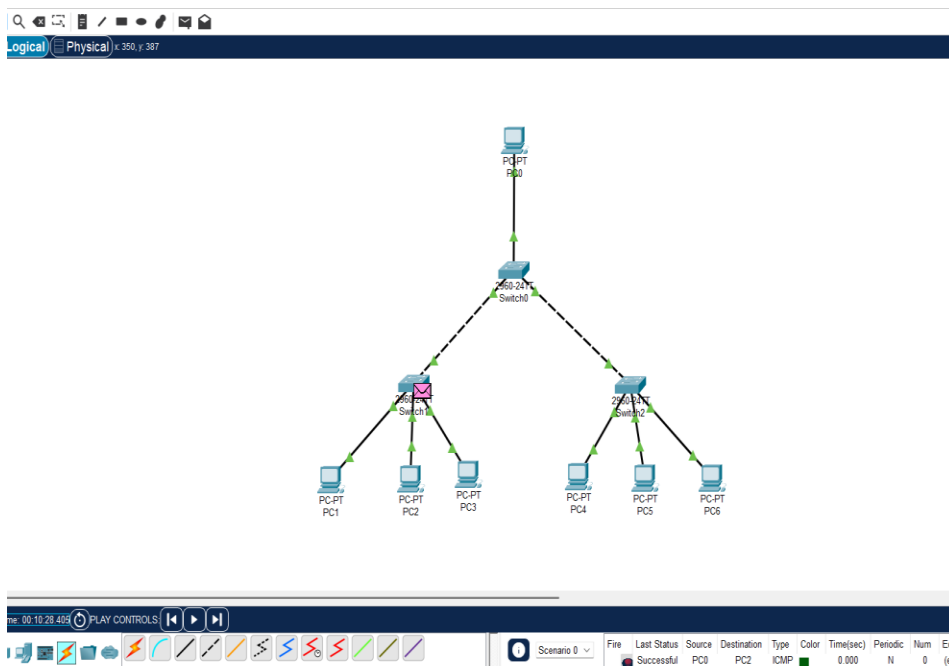 Logical Physical x: 350, y: 387
PC-PT
PC0
2960-24TT
Switch0
2960-24TT
Switch1
2960-24TT
Switch2
PC-PT
PC1
PC-PT
PC2
PC-PT
PC3
PC-PT
PC4
PC-PT
PC5
PC-PT
PC6
me: 00:10:28.405 PLAY CONTROLS:
Scenario 0
Fire Last Status Source Destination Type Color Time(sec) Periodic Num
Successful PC0 PC2 ICMP 0.000 N 0